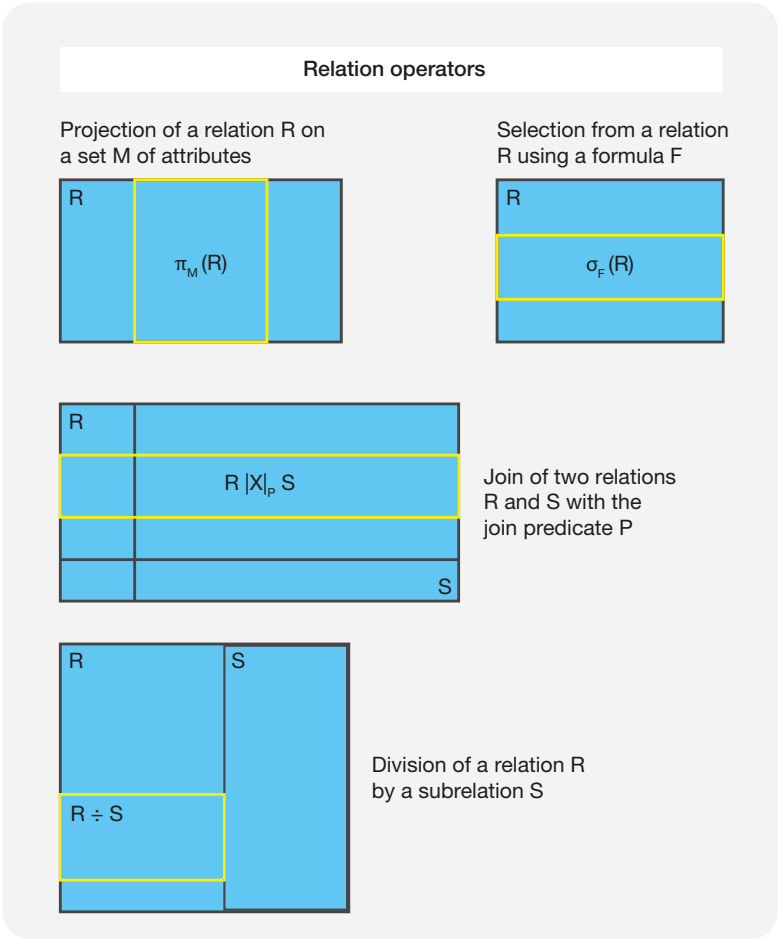 Relation operators
Projection of a relation R on
a set M of attributes
R
π_M (R)
Selection from a relation
R using a formula F
R
σ_F (R)
R
R |X|_P S
S
Join of two relations
R and S with the
join predicate P
R
S
R ÷ S
Division of a relation R
by a subrelation S